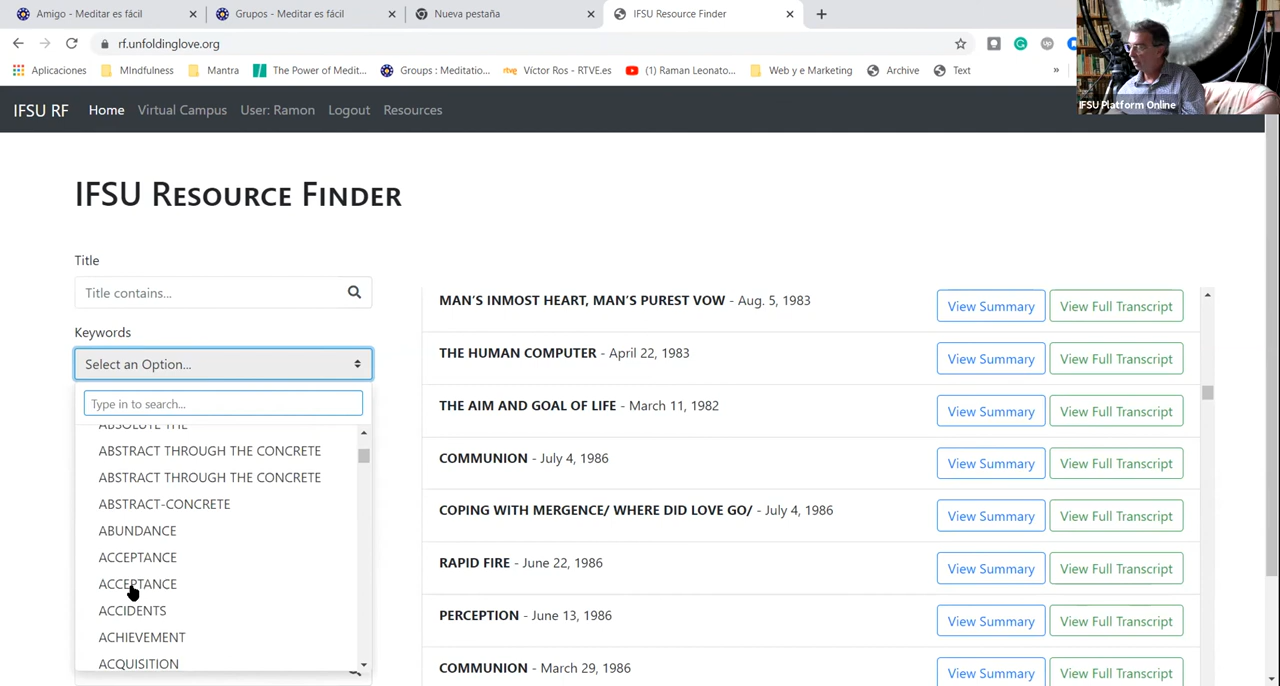 Amigo - Meditar es fácil
Grupos - Meditar es fácil
Nueva pestaña
IFSU Resource Finder
rf.unfoldinglove.org
Aplicaciones
MIndfulness
Mantra
The Power of Medit...
Groups : Meditatio...
rtve
Víctor Ros - RTVE.es
(1) Raman Leonato...
Web y e Marketing
Archive
Text
»
IFSU Platform Online
IFSU RF
Home
Virtual Campus
User: Ramon
Logout
Resources
IFSU Resource Finder
Title
Title contains...
Keywords
Select an Option...
Type in to search...
ABSOLUTE THE
ABSTRACT THROUGH THE CONCRETE
ABSTRACT THROUGH THE CONCRETE
ABSTRACT-CONCRETE
ABUNDANCE
ACCEPTANCE
ACCEPTANCE
ACCIDENTS
ACHIEVEMENT
ACQUISITION
MAN'S INMOST HEART, MAN'S PUREST VOW - Aug. 5, 1983
View Summary
View Full Transcript
THE HUMAN COMPUTER - April 22, 1983
View Summary
View Full Transcript
THE AIM AND GOAL OF LIFE - March 11, 1982
View Summary
View Full Transcript
COMMUNION - July 4, 1986
View Summary
View Full Transcript
COPING WITH MERGENCE/ WHERE DID LOVE GO/ - July 4, 1986
View Summary
View Full Transcript
RAPID FIRE - June 22, 1986
View Summary
View Full Transcript
PERCEPTION - June 13, 1986
View Summary
View Full Transcript
COMMUNION - March 29, 1986
View Summary
View Full Transcript